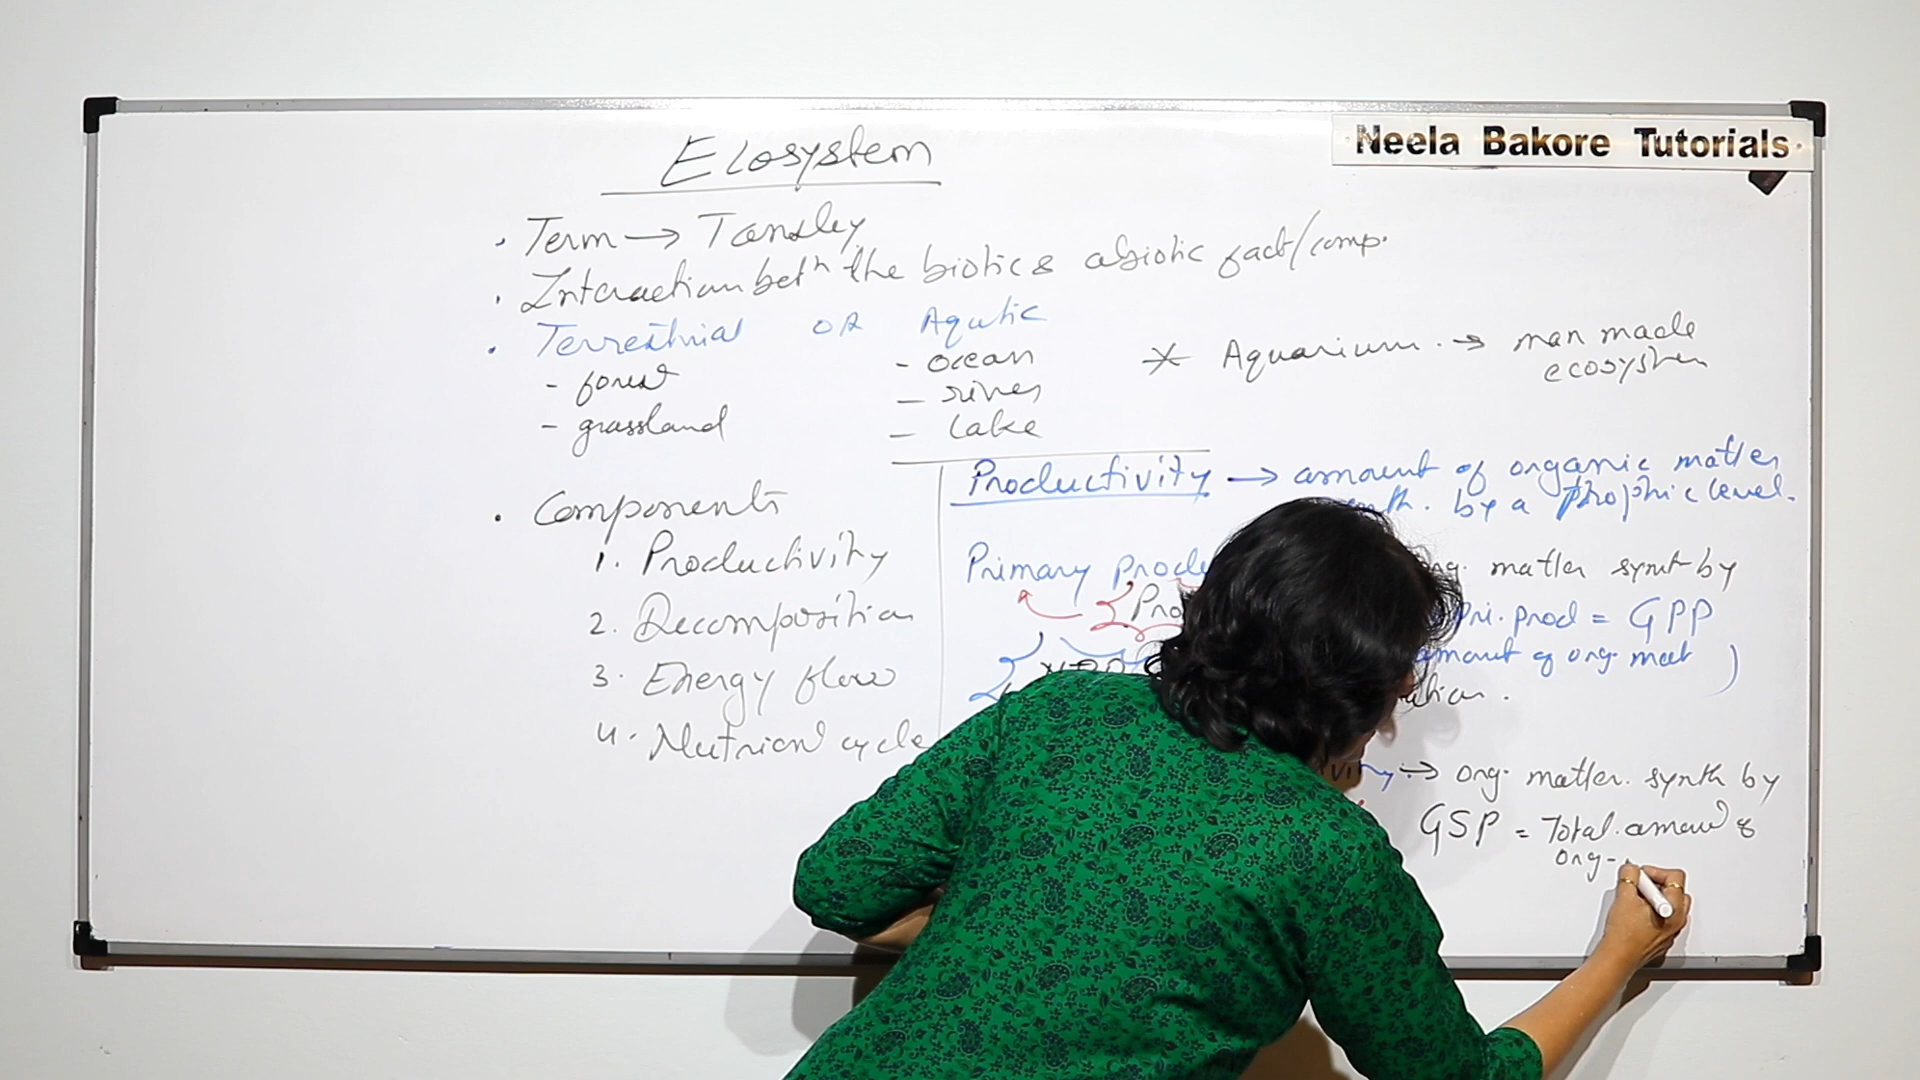 Neela Bakore Tutorials
Ecosystem
. Term → Tansley
. Interaction betn the biotic & abiotic fact/comp.
. Terrestrial OR Aqutic
- forest
- grassland
- ocean
- river
- lake
* Aquarium. → man made
ecosystem
. Components
1. Productivity
2. Decomposition
3. Energy flow
4. Nutrient cycle
Productivity → amount of organic matter
by a trophic level.
Primary matter synt by
pri. prod = GPP
amount of org. mat )
→ org. matter. synth by
GSP = Total. amount of
org-